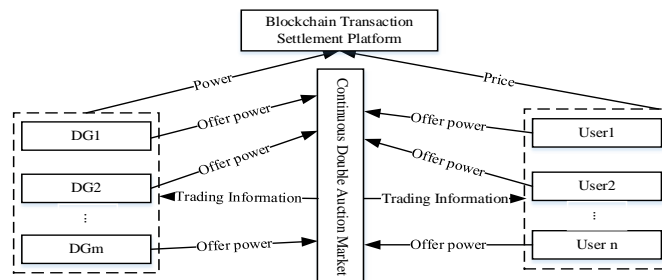 Blockchain Transaction
Settlement Platform
Power
Price
Continuous Double Auction Market
DG1
Offer power
Offer power
User1
DG2
Offer power
Offer power
User2
Trading Information
Trading Information
...
...
DGm
Offer power
Offer power
User n